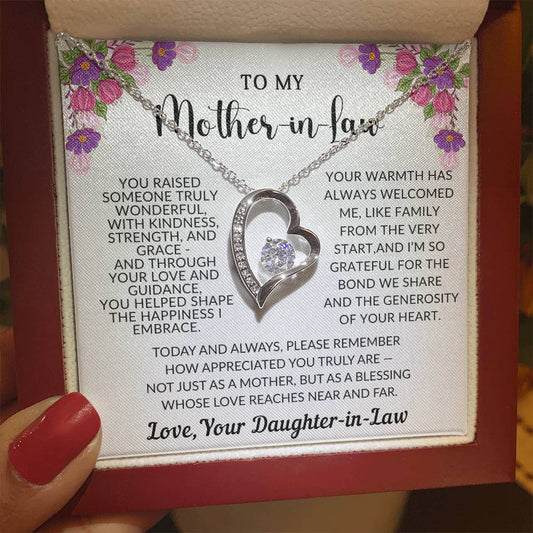 TO MY
Mother-in-Law
YOU RAISED
SOMEONE TRULY
WONDERFUL,
WITH KINDNESS,
STRENGTH, AND
GRACE -
AND THROUGH
YOUR LOVE AND
GUIDANCE,
YOU HELPED SHAPE
THE HAPPINESS I
EMBRACE.
YOUR WARMTH HAS
ALWAYS WELCOMED
ME, LIKE FAMILY
FROM THE VERY
START.AND I'M SO
GRATEFUL FOR THE
BOND WE SHARE
AND THE GENEROSITY
OF YOUR HEART.
TODAY AND ALWAYS, PLEASE REMEMBER
HOW APPRECIATED YOU TRULY ARE —
NOT JUST AS A MOTHER, BUT AS A BLESSING
WHOSE LOVE REACHES NEAR AND FAR.
Love, Your Daughter-in-Law